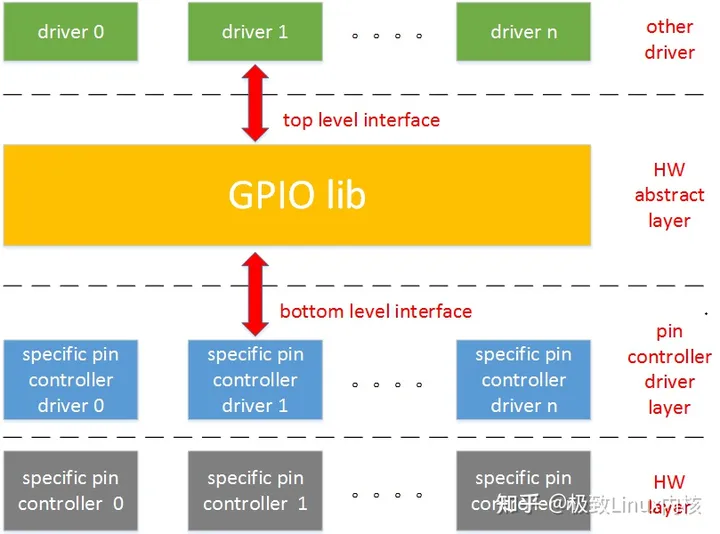 driver 0
driver 1
。。。。
driver n
other
driver
top level interface
GPIO lib
HW
abstract
layer
bottom level interface
specific pin
controller
driver 0
specific pin
controller
driver 1
。。。。
specific pin
controller
driver n
pin
controller
driver
layer
specific pin
controller 0
specific pin
controller 1
。。。。
specific pin
controller n
HW
layer
知乎 @极致Linux内核